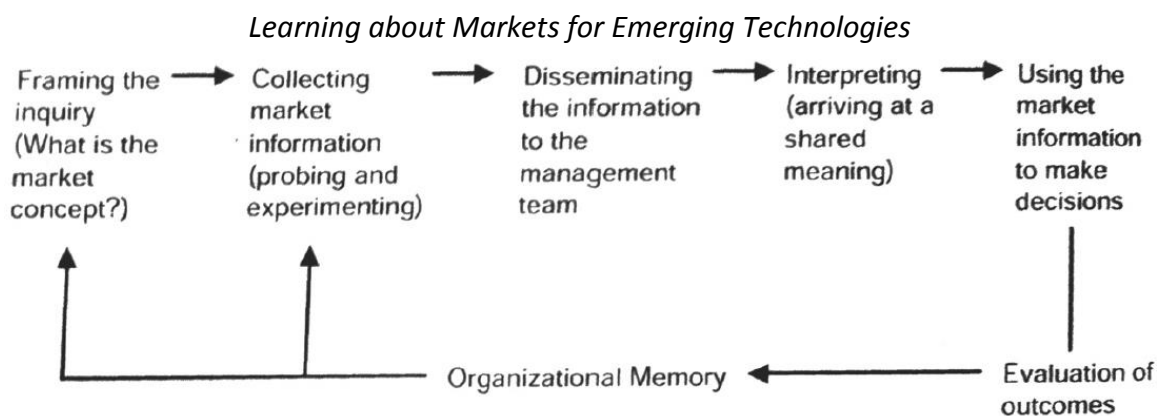 Learning about Markets for Emerging Technologies
Framing the
inquiry
(What is the
market
concept?)
Collecting
market
information
(probing and
experimenting)
Disseminating
the information
to the
management
team
Interpreting
(arriving at a
shared
meaning)
Using the
market
information
to make
decisions
Organizational Memory
Evaluation of
outcomes